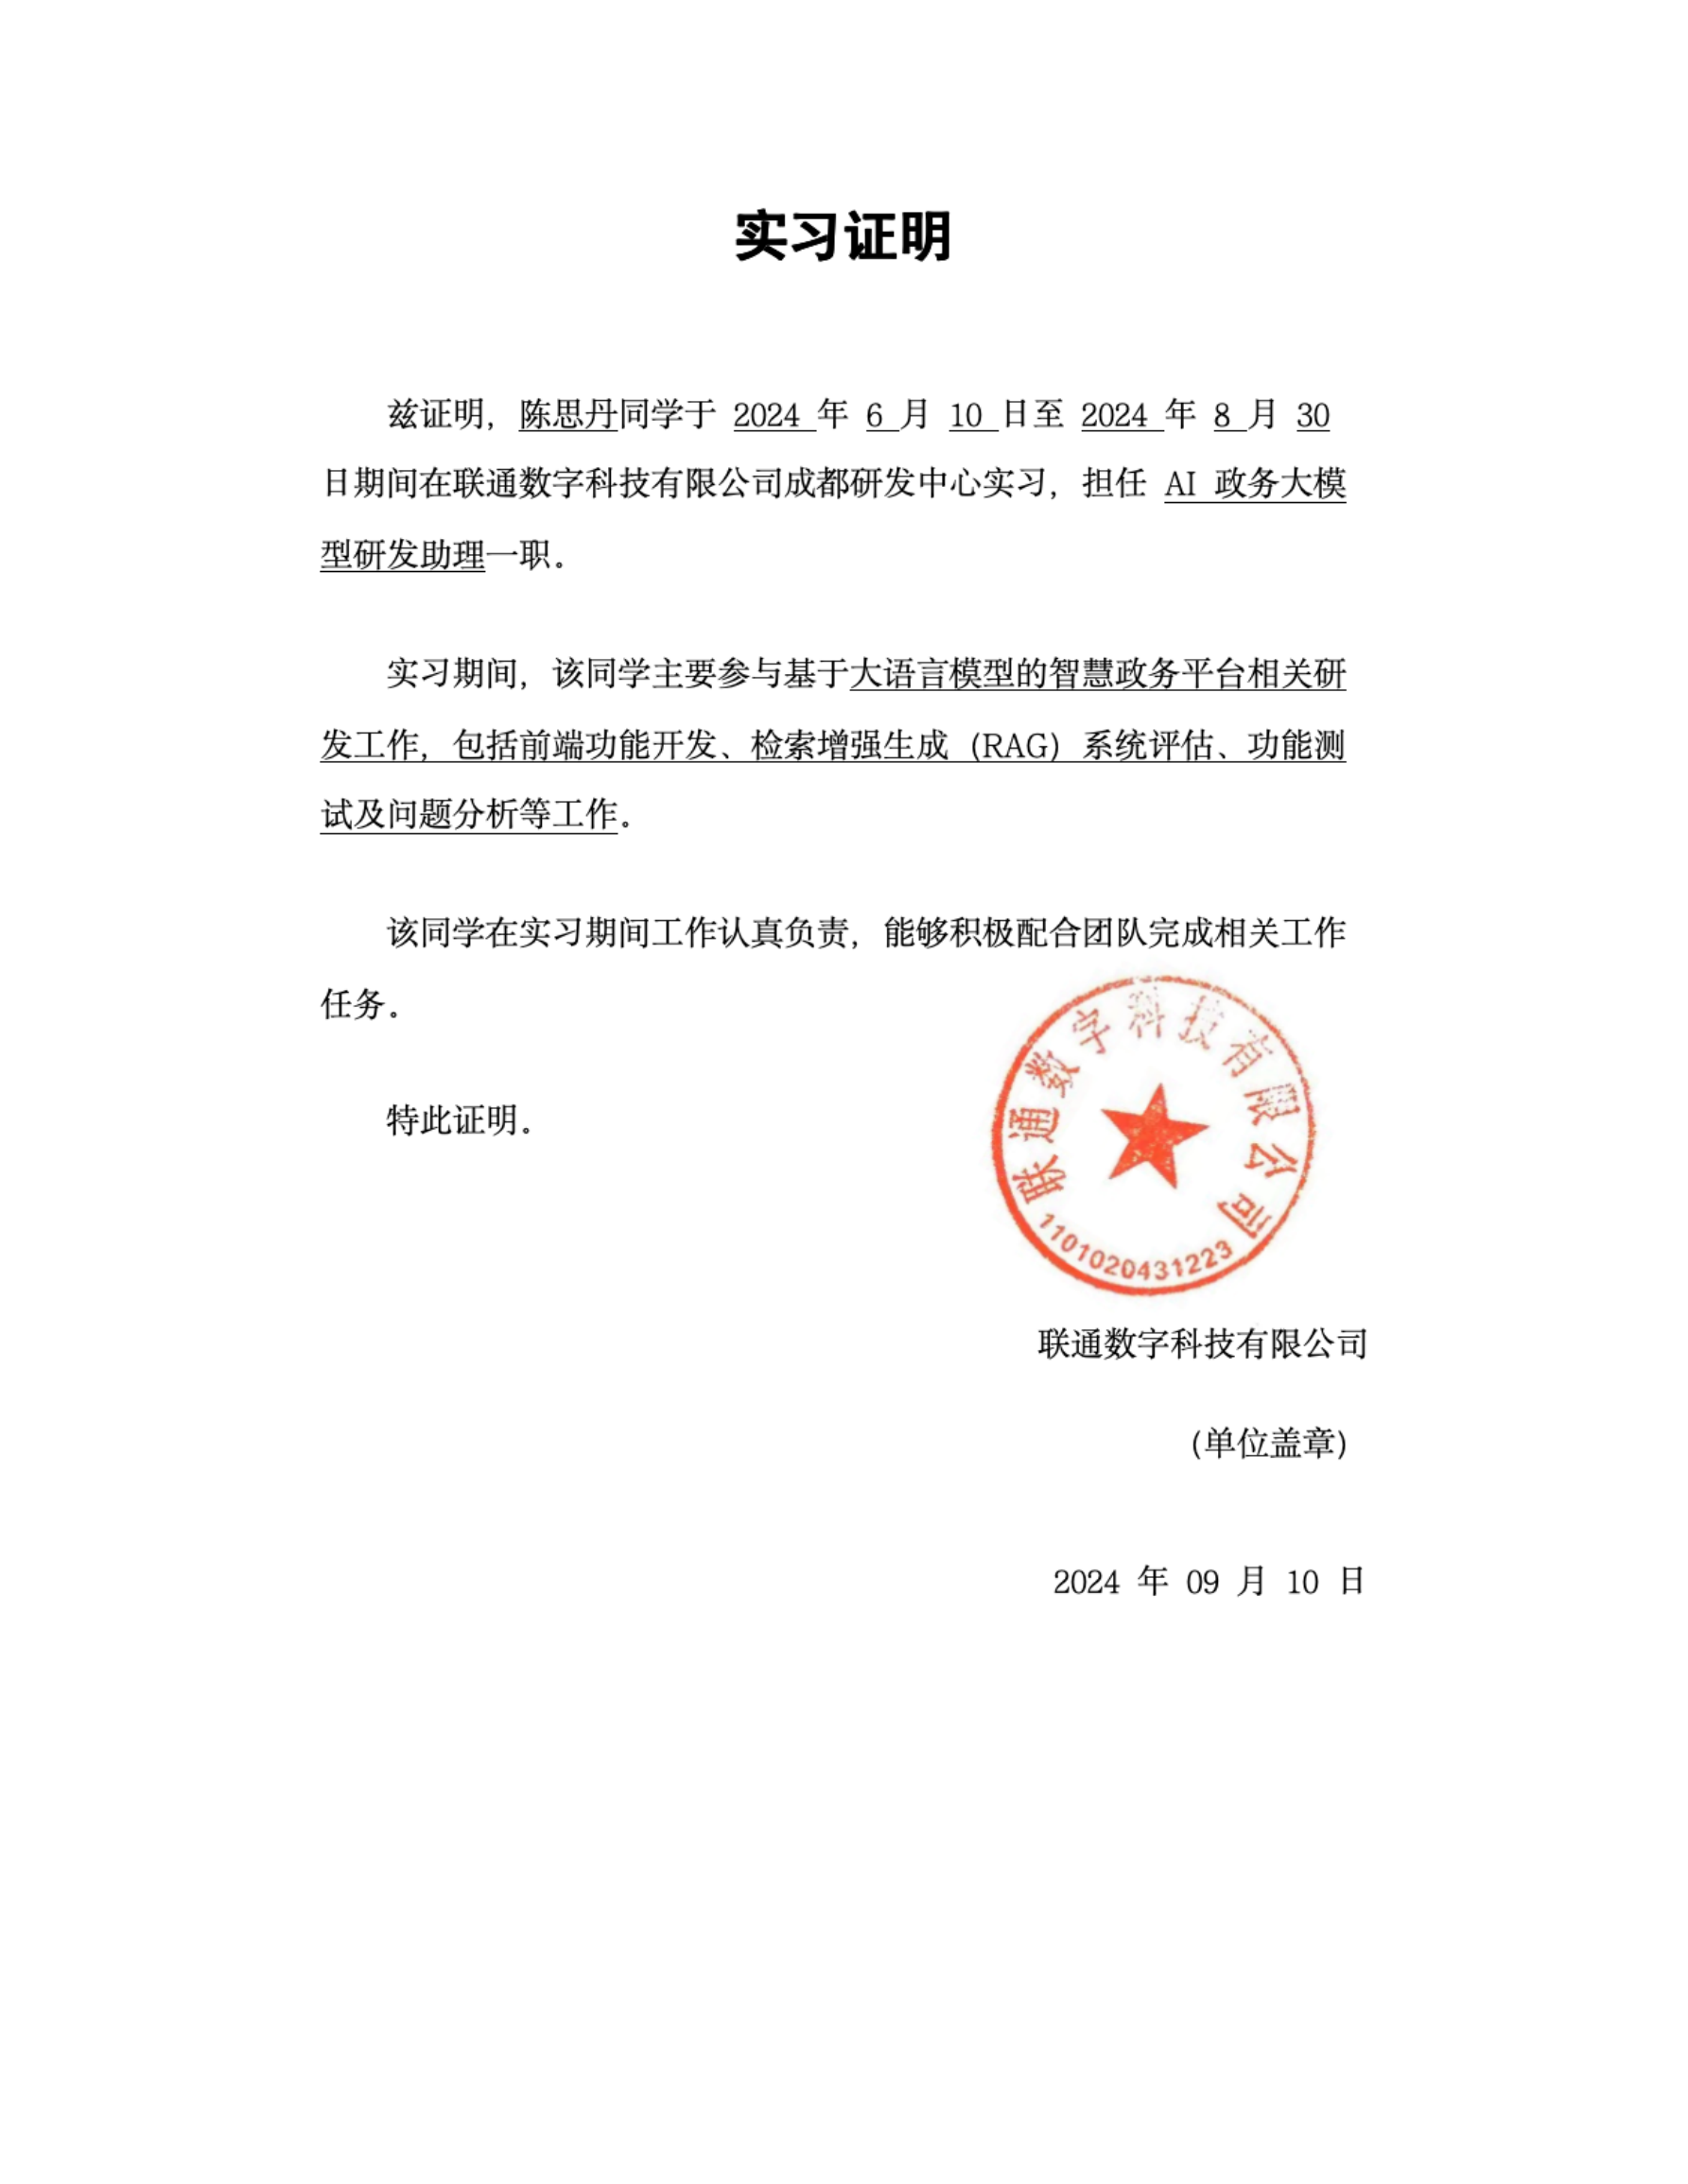 实习证明
兹证明，陈思丹同学于 2024 年 6 月 10 日至 2024 年 8 月 30
日期间在联通数字科技有限公司成都研发中心实习，担任 AI 政务大模
型研发助理一职。
实习期间，该同学主要参与基于大语言模型的智慧政务平台相关研
发工作，包括前端功能开发、检索增强生成（RAG）系统评估、功能测
试及问题分析等工作。
该同学在实习期间工作认真负责，能够积极配合团队完成相关工作
任务。
特此证明。
联通数字科技有限公司
1101020431223
联通数字科技有限公司
（单位盖章）
2024 年 09 月 10 日